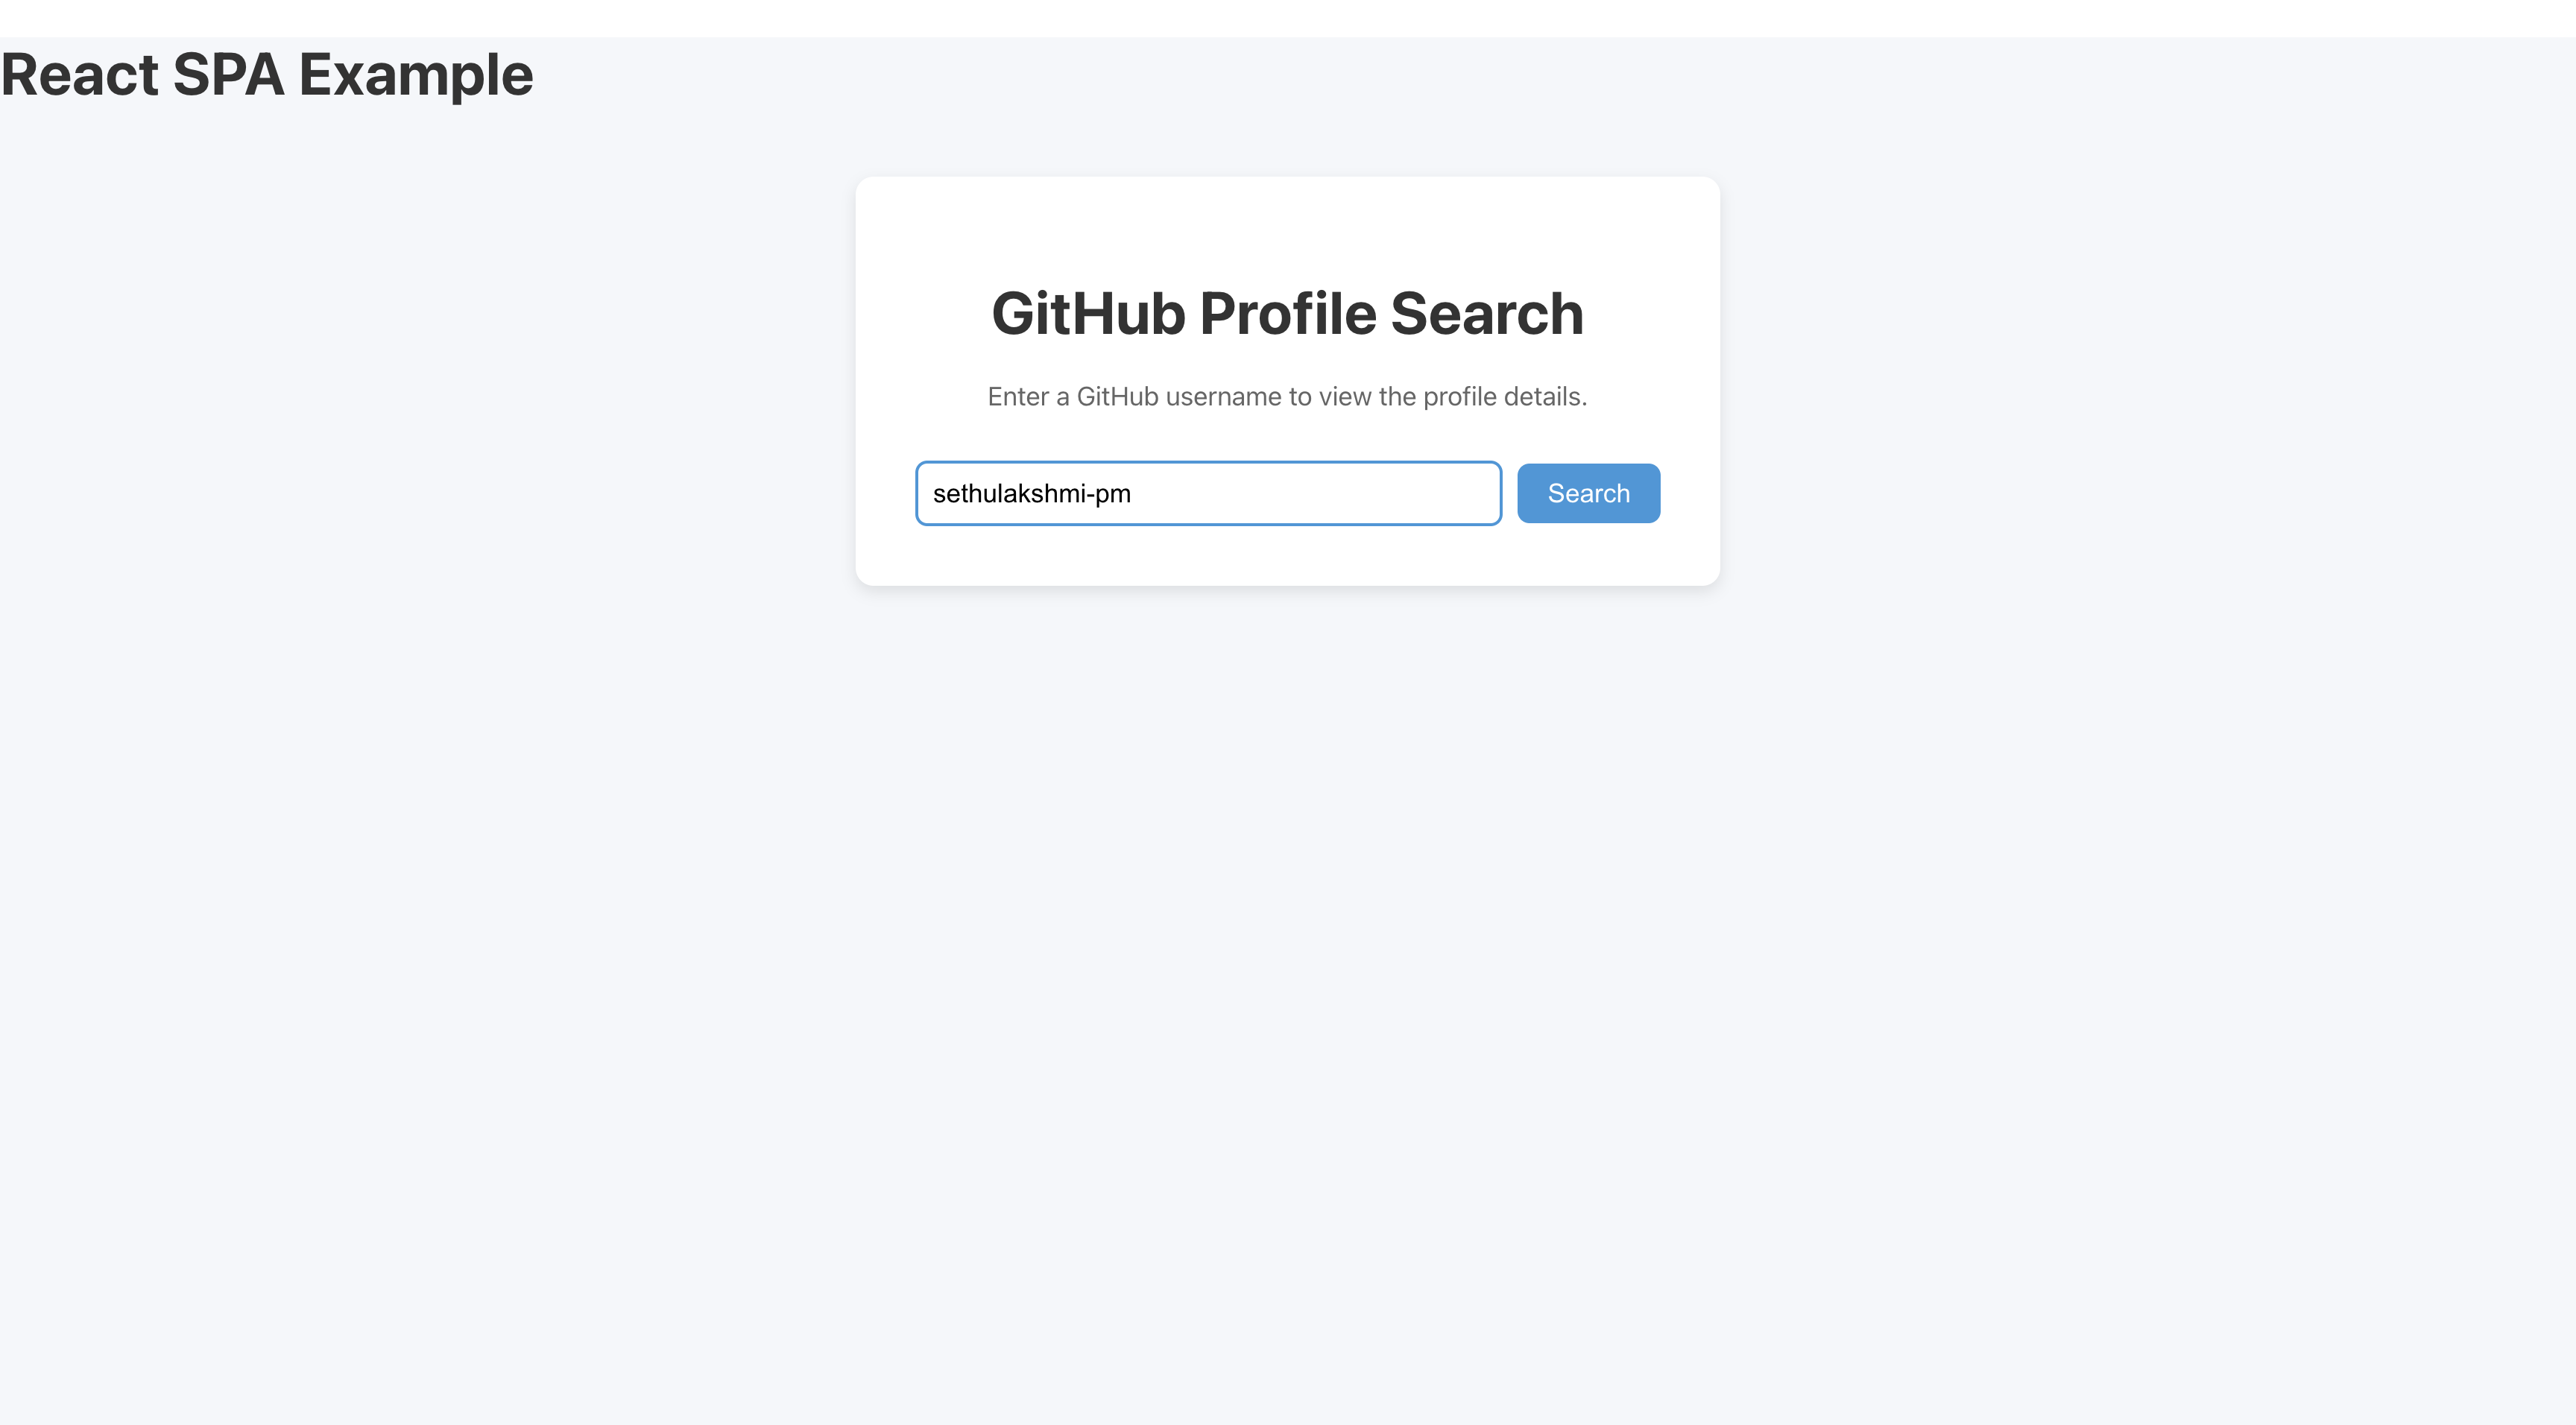 React SPA Example
GitHub Profile Search
Enter a GitHub username to view the profile details.
sethulakshmi-pm
Search